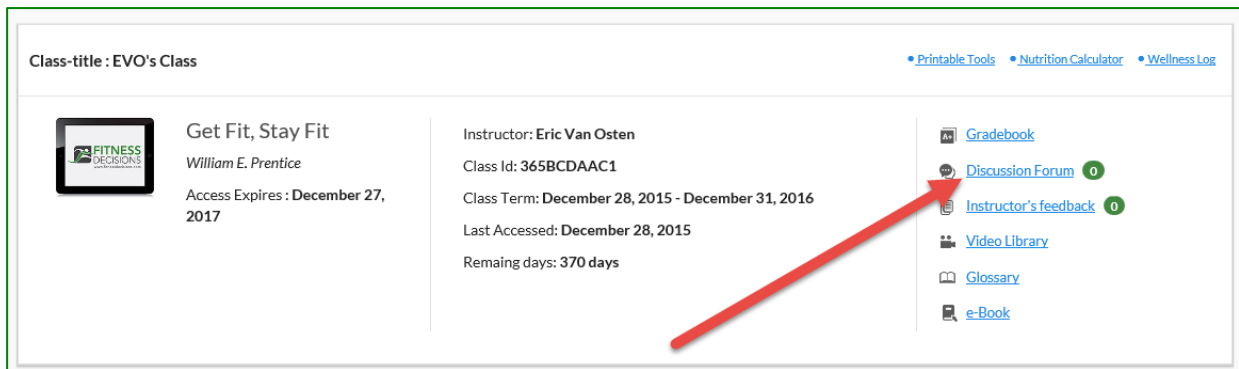 Class-title : EVO's Class
Printable Tools
Nutrition Calculator
Wellness Log
FITNESS
DECISIONS
Get Fit, Stay Fit
William E. Prentice
Access Expires : December 27,
2017
Instructor: Eric Van Osten
Class Id: 365BCDAAC1
Class Term: December 28, 2015 - December 31, 2016
Last Accessed: December 28, 2015
Remaing days: 370 days
A+ Gradebook
Discussion Forum 0
Instructor's feedback 0
Video Library
Glossary
e-Book